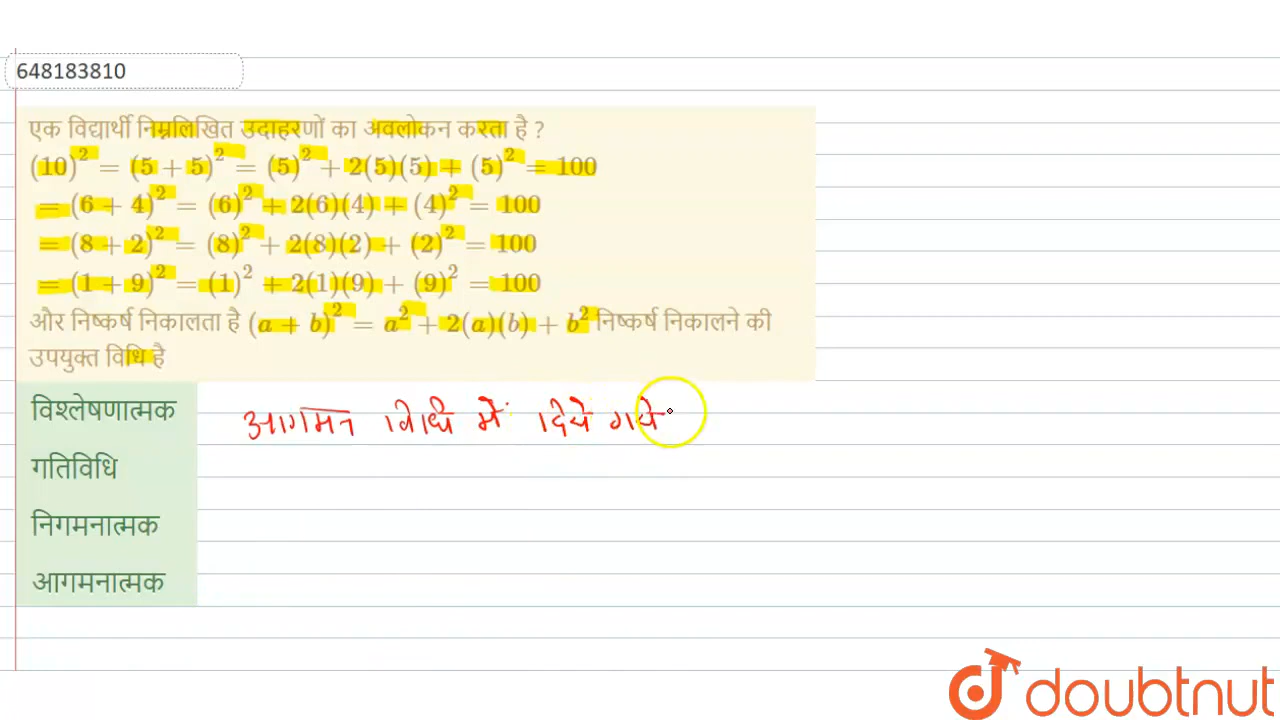 648183810
एक विद्यार्थी निम्नलिखित उदाहरणों का अवलोकन करता है ?
(10)² = (5 + 5)² = (5)² + 2(5)(5) + (5)² = 100
= (6 + 4)² = (6)² + 2(6)(4) + (4)² = 100
= (8 + 2)² = (8)² + 2(8)(2) + (2)² = 100
= (1 + 9)² = (1)² + 2(1)(9) + (9)² = 100
और निष्कर्ष निकालता है (a + b)² = a² + 2(a)(b) + b² निष्कर्ष निकालने की
उपयुक्त विधि है
विश्लेषणात्मक
आगमन विधि में दिये गये
गतिविधि
निगमनात्मक
आगमनात्मक
doubtnut